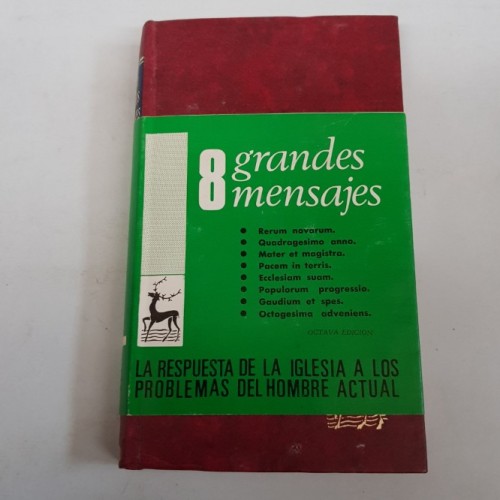 8 grandes
mensajes
Rerum novarum.
Quadragesimo anno.
Mater et magistra.
Pacem in terris.
Ecclesiam suam.
Populorum progressio.
Gaudium et spes.
Octogesima adveniens.
OCTAVA EDICION
LA RESPUESTA DE LA IGLESIA A LOS
PROBLEMAS DEL HOMBRE ACTUAL